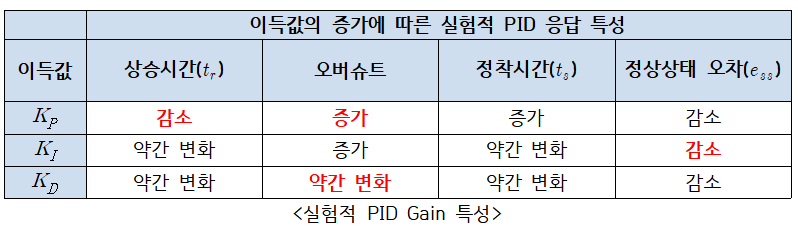 이득값의 증가에 따른 실험적 PID 응답 특성
이득값 상승시간(t_r) 오버슈트 정착시간(t_s) 정상상태 오차(e_ss)
K_P 감소 증가 증가 감소
K_I 약간 변화 증가 약간 변화 감소
K_D 약간 변화 약간 변화 약간 변화 감소
<실험적 PID Gain 특성>